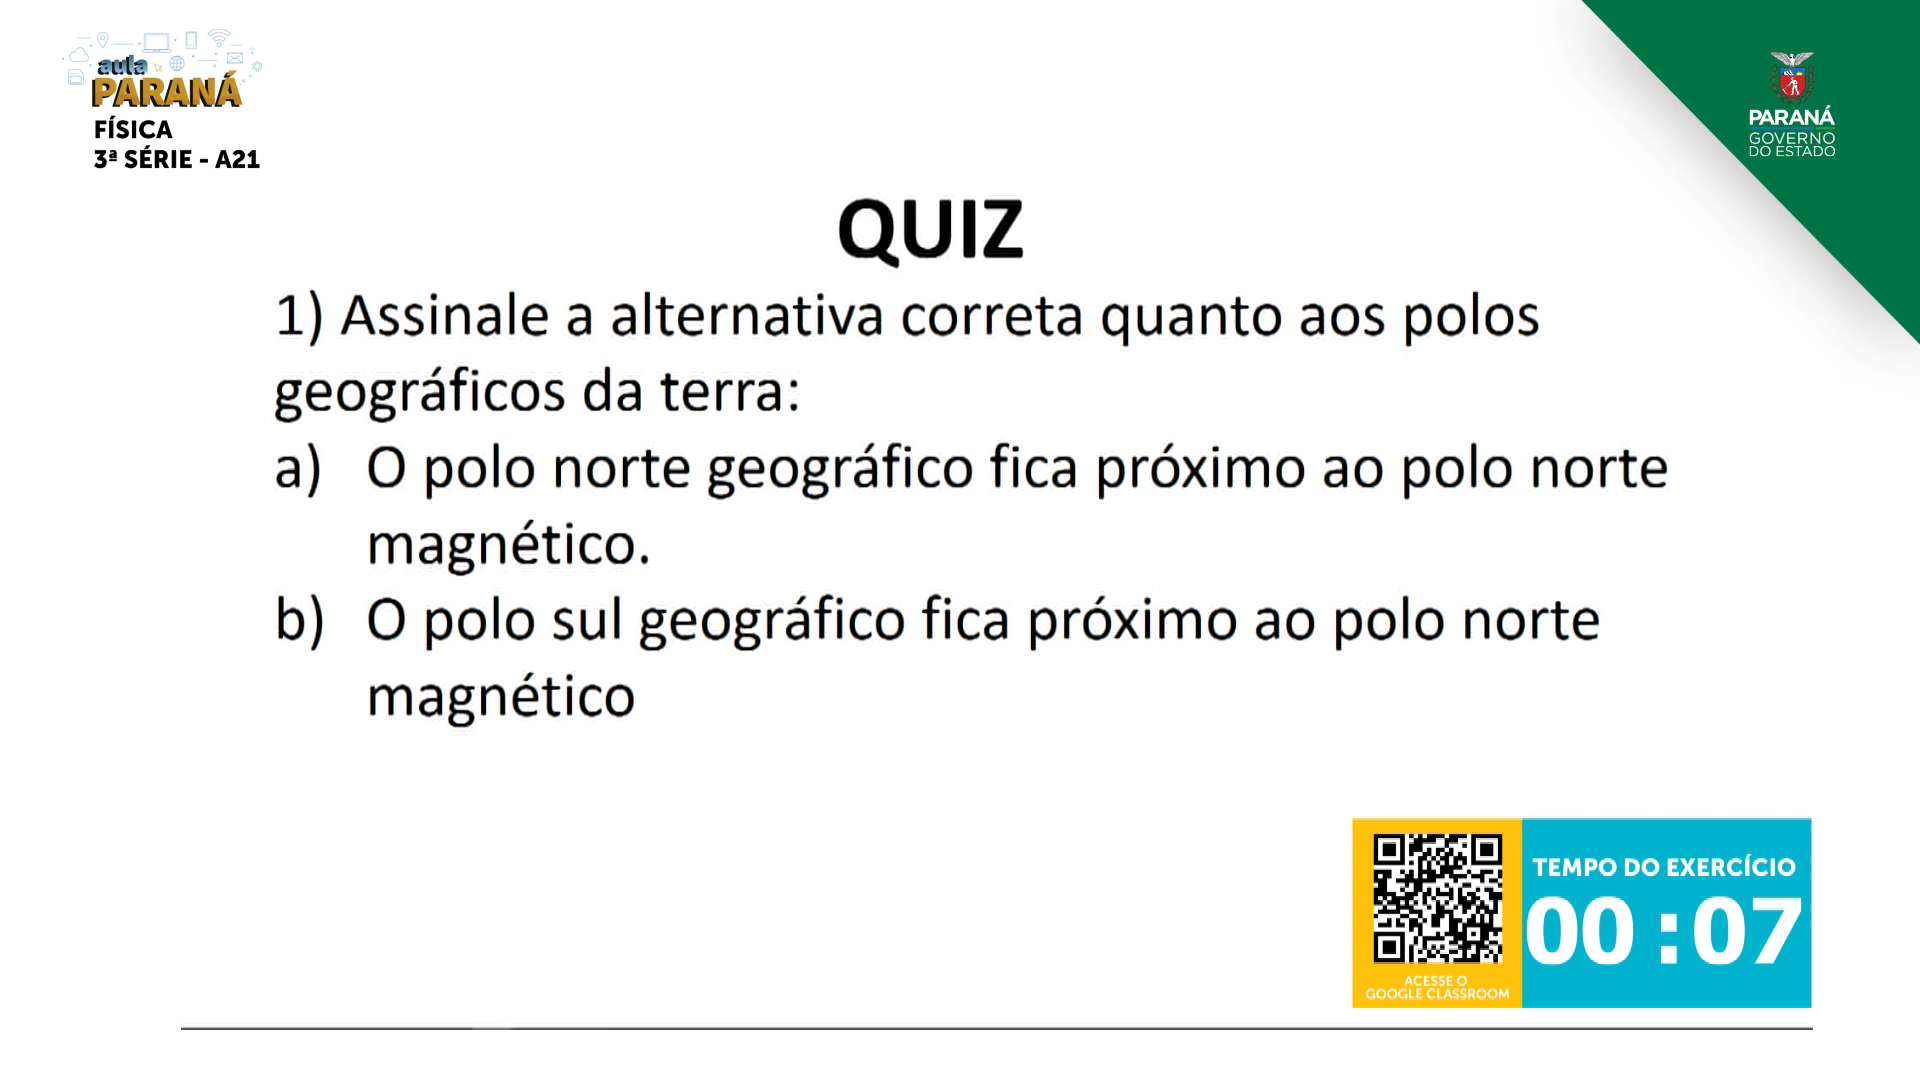 aula
PARANÁ
FÍSICA
3ª SÉRIE - A21
PARANÁ
GOVERNO
DO ESTADO
QUIZ
1) Assinale a alternativa correta quanto aos polos
geográficos da terra:
a) O polo norte geográfico fica próximo ao polo norte
magnético.
b) O polo sul geográfico fica próximo ao polo norte
magnético
TEMPO DO EXERCÍCIO
00 :07
ACESSE O
GOOGLE CLASSROOM